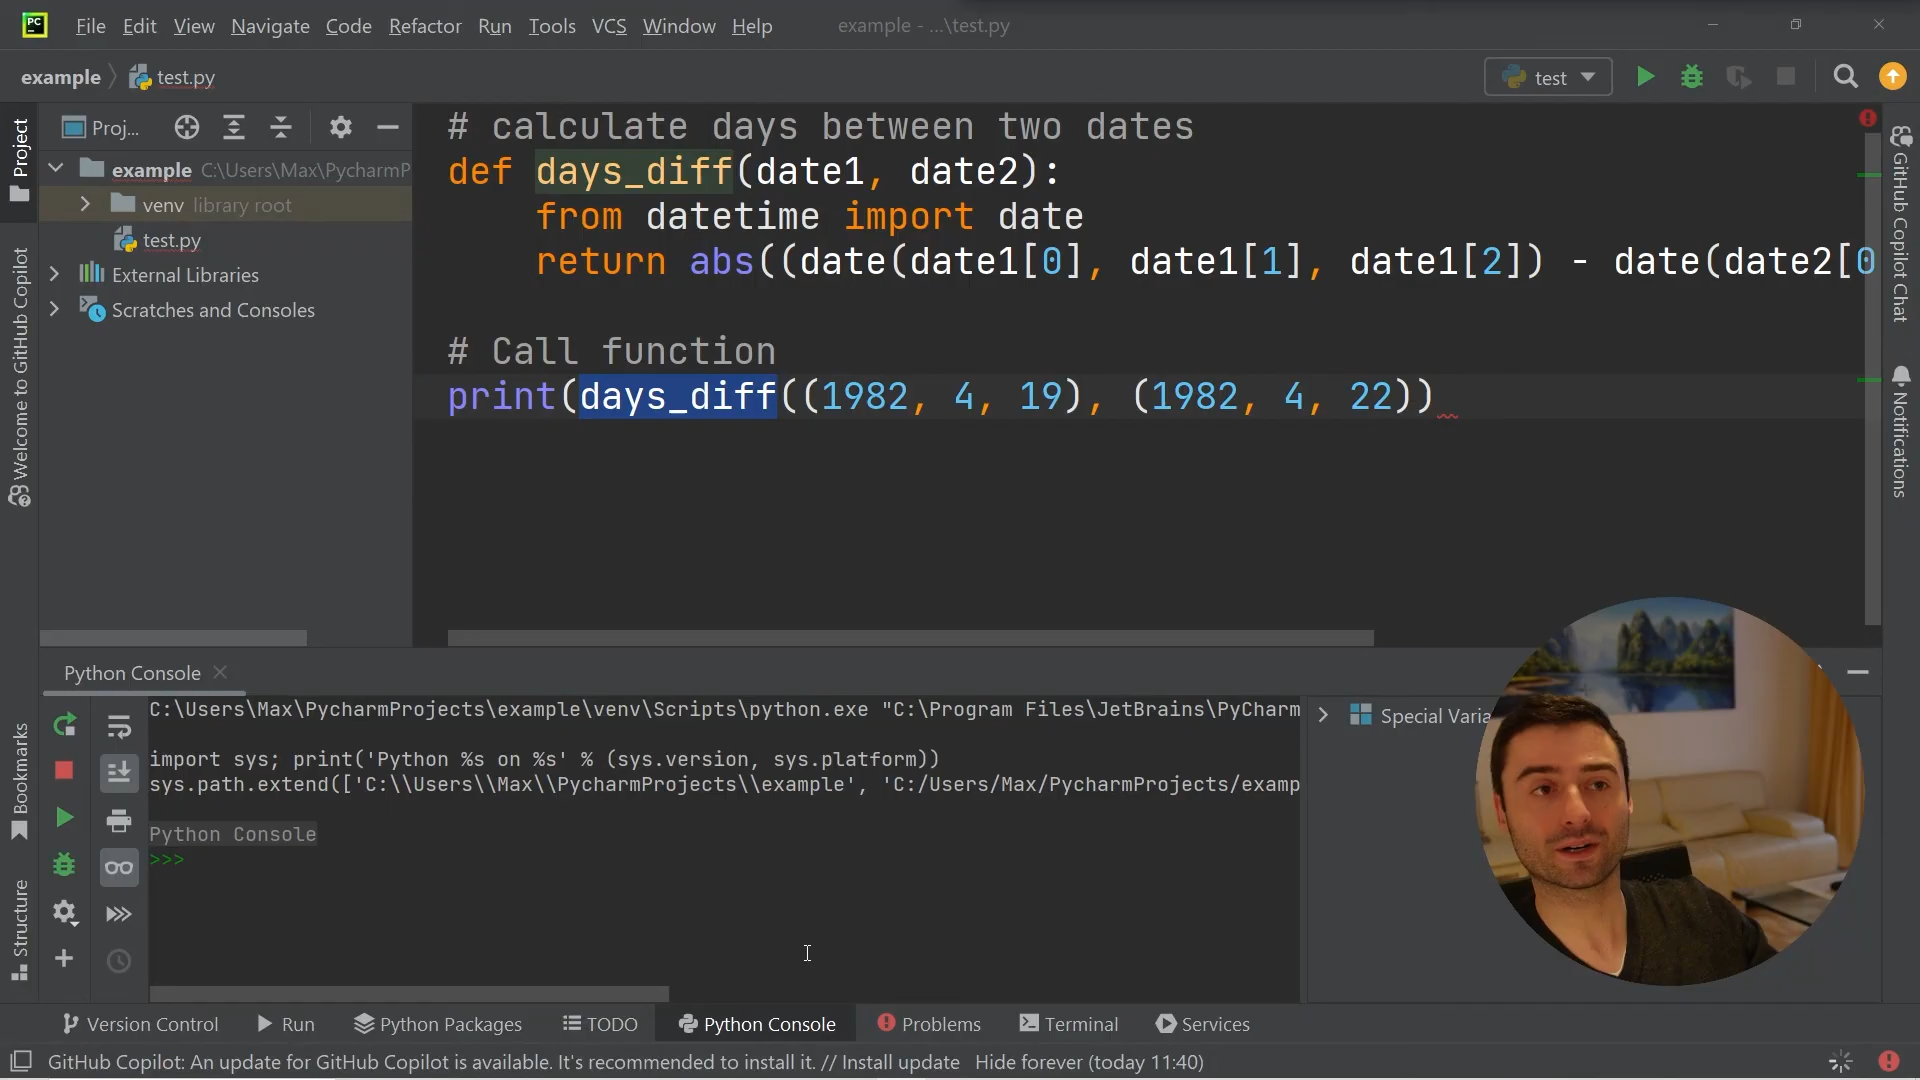 PC
File Edit View Navigate Code Refactor Run Tools VCS Window Help example - ...\test.py
example test.py
test
Project
Proj...
example C:\Users\Max\PycharmP
venv library root
test.py
External Libraries
Scratches and Consoles
Welcome to GitHub Copilot
Bookmarks
Structure
# calculate days between two dates
def days_diff(date1, date2):
from datetime import date
return abs((date(date1[0], date1[1], date1[2]) - date(date2[0
# Call function
print(days_diff((1982, 4, 19), (1982, 4, 22))
GitHub Copilot Chat
Notifications
Python Console
C:\Users\Max\PycharmProjects\example\venv\Scripts\python.exe "C:\Program Files\JetBrains\PyCharm
import sys; print('Python %s on %s' % (sys.version, sys.platform))
sys.path.extend(['C:\\Users\\Max\\PycharmProjects\\example', 'C:/Users/Max/PycharmProjects/examp
Python Console
>>>
Special Varia
Version Control Run Python Packages TODO Python Console Problems Terminal Services
GitHub Copilot: An update for GitHub Copilot is available. It's recommended to install it. // Install update Hide forever (today 11:40)